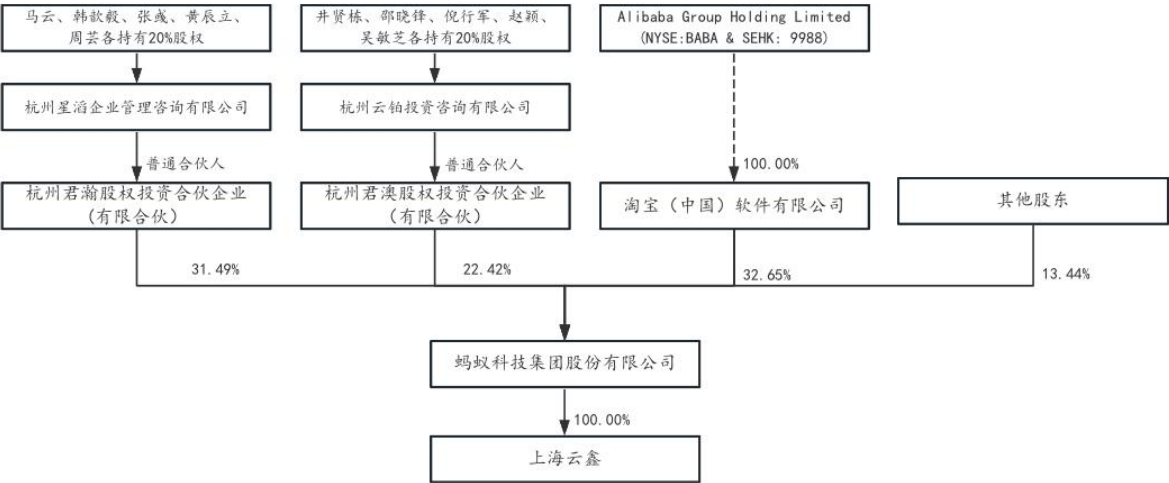 马云、韩歆毅、张彧、黄辰立、
周芸各持有20%股权
井贤栋、邵晓锋、倪行军、赵颖、
吴敏芝各持有20%股权
Alibaba Group Holding Limited
(NYSE:BABA & SEHK: 9988)
杭州星滔企业管理咨询有限公司
杭州云铂投资咨询有限公司
普通合伙人
普通合伙人
100.00%
杭州君瀚股权投资合伙企业
(有限合伙)
杭州君澳股权投资合伙企业
(有限合伙)
淘宝（中国）软件有限公司
其他股东
31.49%
22.42%
32.65%
13.44%
蚂蚁科技集团股份有限公司
100.00%
上海云鑫